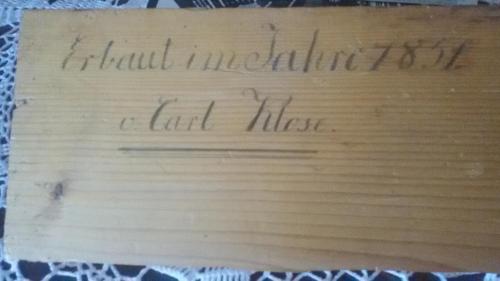 Erbaut im Jahre 1851
v. Carl Klose.